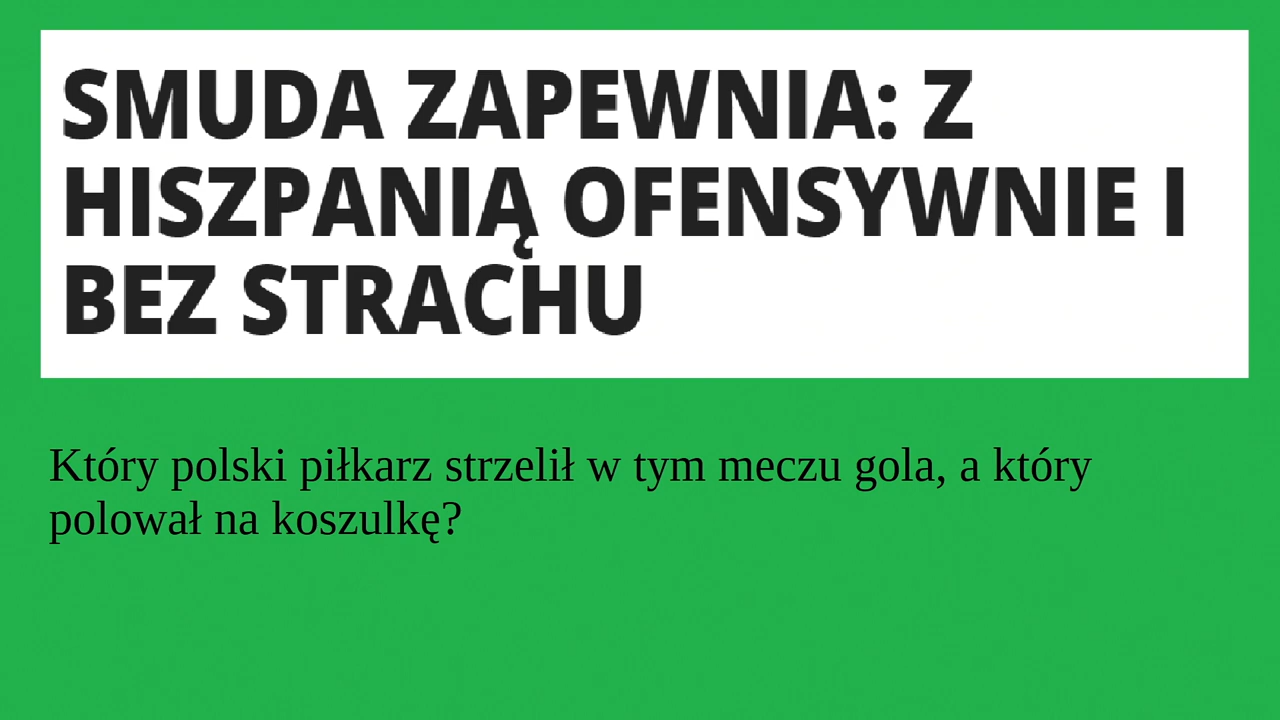 SMUDA ZAPEWNIA: Z
HISZPANIĄ OFENSYWNIE I
BEZ STRACHU
Który polski piłkarz strzelił w tym meczu gola, a który
polował na koszulkę?